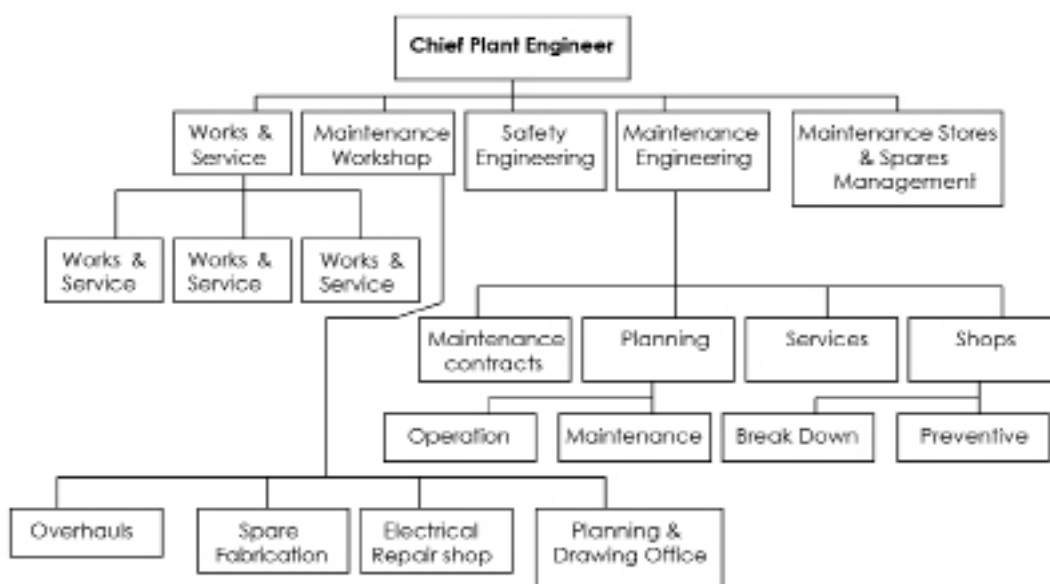 Chief Plant Engineer
Works &
Service
Maintenance
Workshop
Safety
Engineering
Maintenance
Engineering
Maintenance Stores
& Spares
Management
Works &
Service
Works &
Service
Works &
Service
Maintenance
contracts
Planning
Services
Shops
Operation
Maintenance
Break Down
Preventive
Overhauls
Spare
Fabrication
Electrical
Repair shop
Planning &
Drawing Office